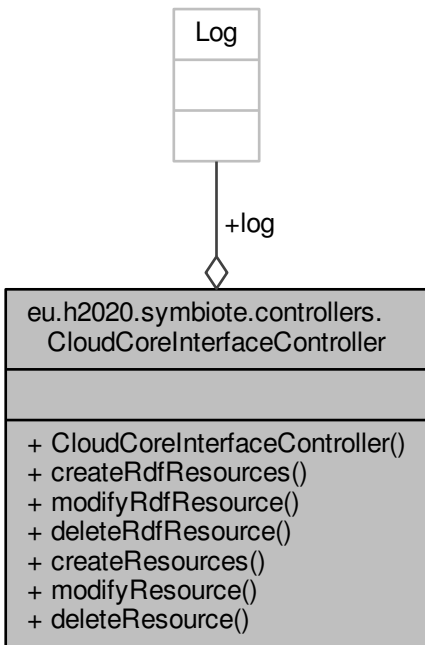 Log
+log
eu.h2020.symbiote.controllers.
CloudCoreInterfaceController
+ CloudCoreInterfaceController()
+ createRdfResources()
+ modifyRdfResource()
+ deleteRdfResource()
+ createResources()
+ modifyResource()
+ deleteResource()